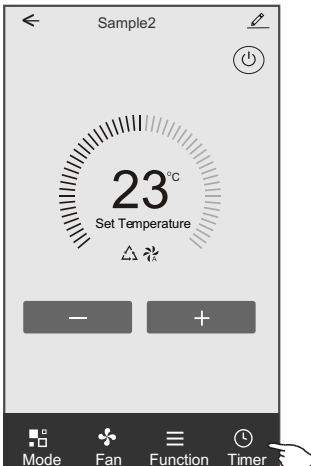 Sample2
23°C
Set Temperature
A
Mode Fan Function Timer